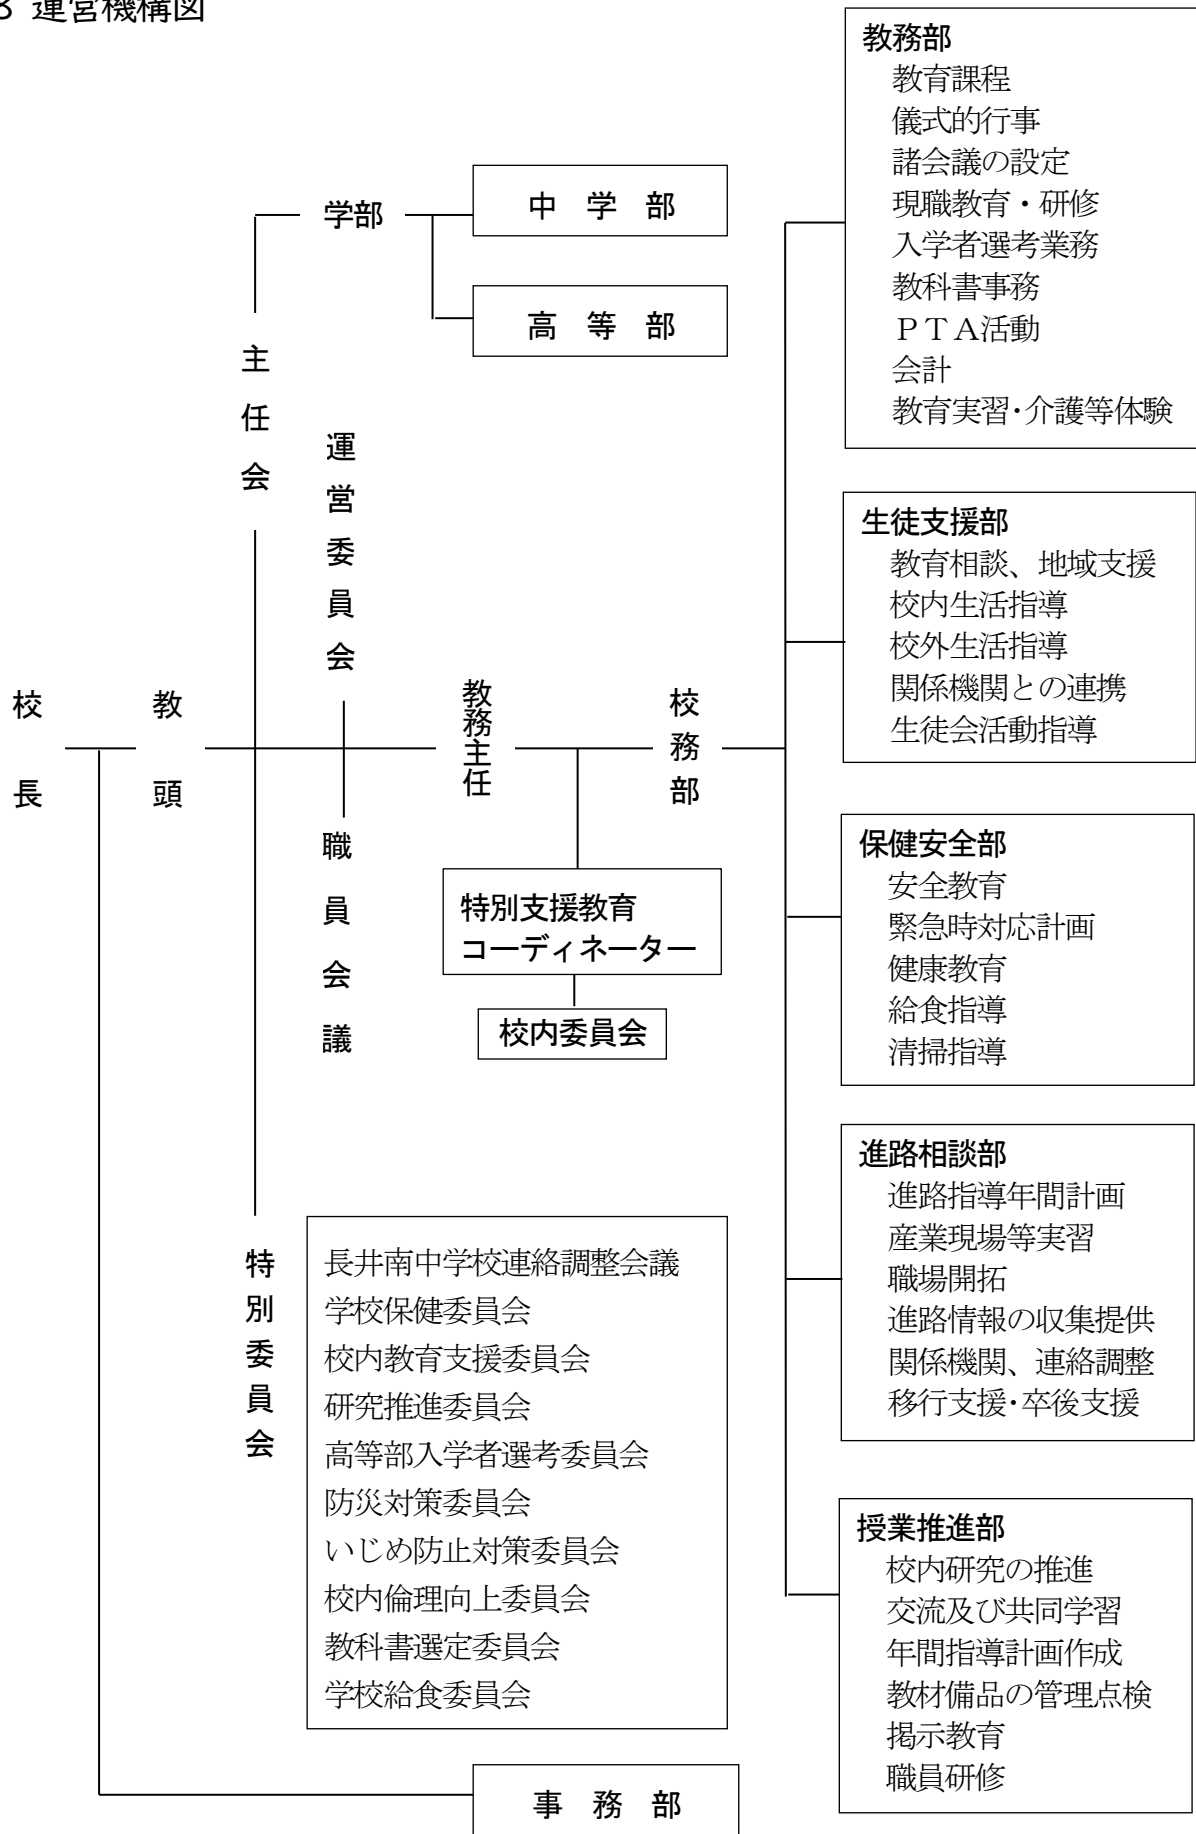 8 運営機構図
学部
中 学 部
高 等 部
主任会
運営委員会
校長
教頭
職員会議
教務主任
校務部
特別支援教育
コーディネーター
校内委員会
特別委員会
長井南中学校連絡調整会議
学校保健委員会
校内教育支援委員会
研究推進委員会
高等部入学者選考委員会
防災対策委員会
いじめ防止対策委員会
校内倫理向上委員会
教科書選定委員会
学校給食委員会
事 務 部
教務部
教育課程
儀式的行事
諸会議の設定
現職教育・研修
入学者選考業務
教科書事務
ＰＴＡ活動
会計
教育実習・介護等体験
生徒支援部
教育相談、地域支援
校内生活指導
校外生活指導
関係機関との連携
生徒会活動指導
保健安全部
安全教育
緊急時対応計画
健康教育
給食指導
清掃指導
進路相談部
進路指導年間計画
産業現場等実習
職場開拓
進路情報の収集提供
関係機関、連絡調整
移行支援・卒後支援
授業推進部
校内研究の推進
交流及び共同学習
年間指導計画作成
教材備品の管理点検
掲示教育
職員研修